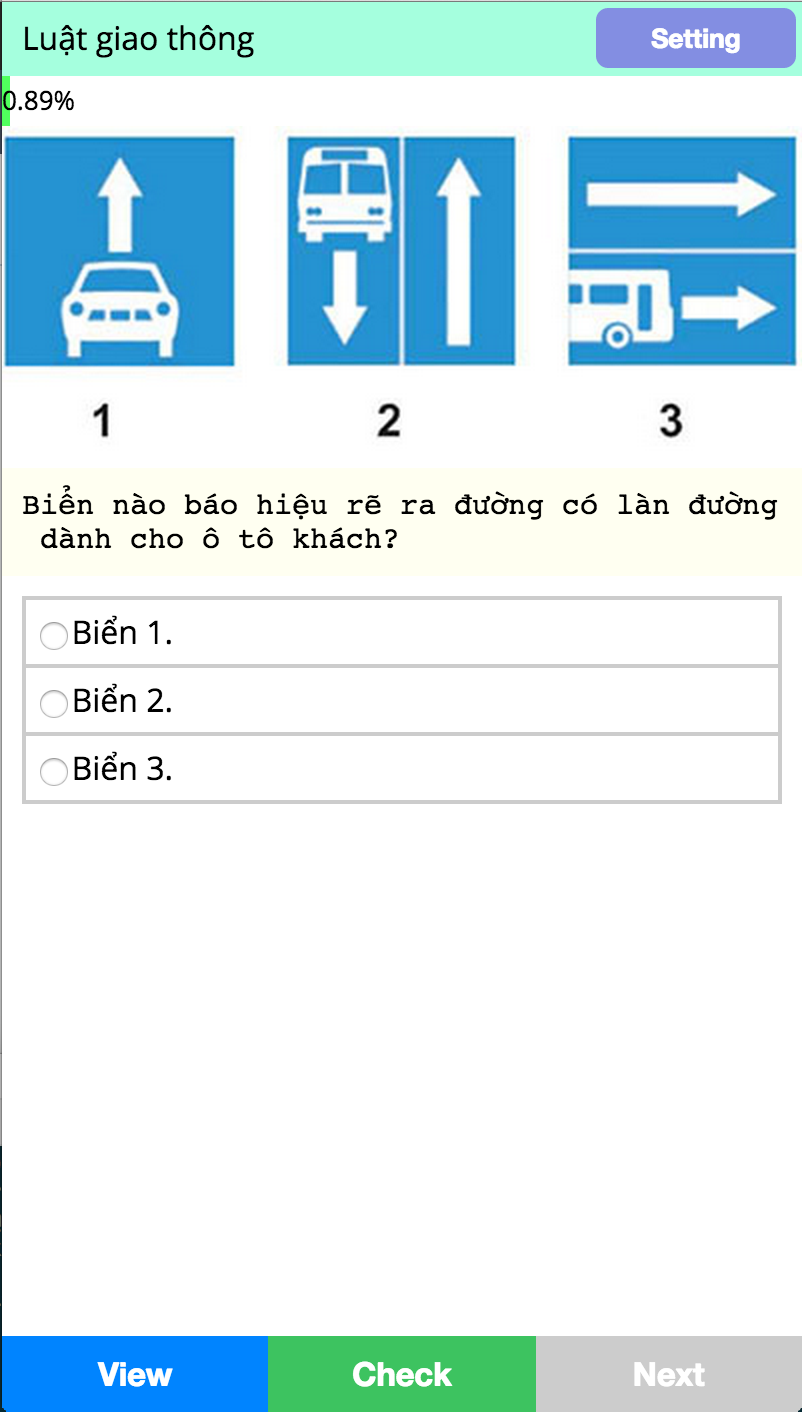 Luật giao thông
Setting
0.89%
1
2
3
Biển nào báo hiệu rẽ ra đường có làn đường
dành cho ô tô khách?
Biển 1.
Biển 2.
Biển 3.
View
Check
Next